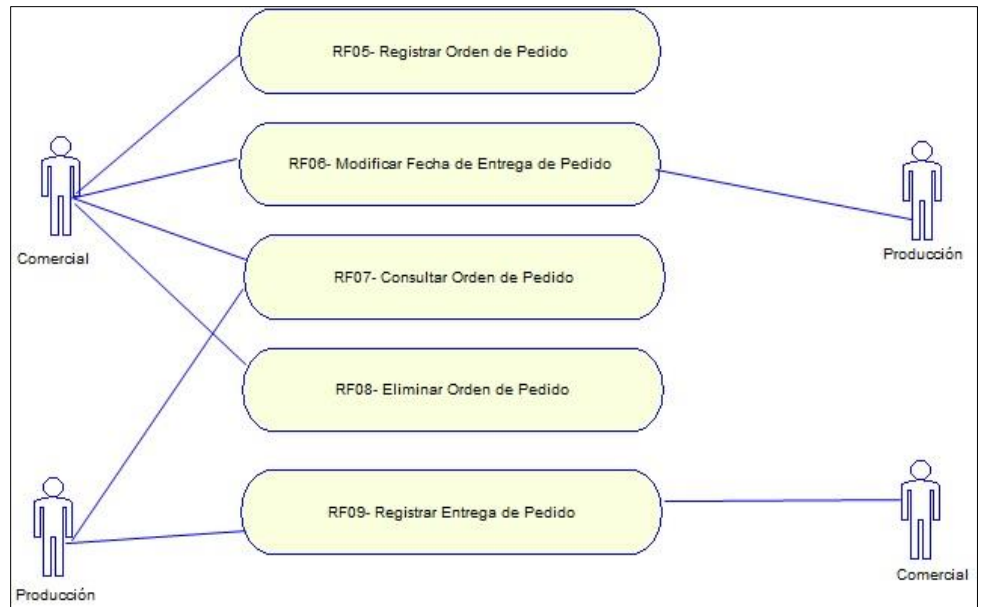 RF05- Registrar Orden de Pedido
RF06- Modificar Fecha de Entrega de Pedido
Comercial
Producción
RF07- Consultar Orden de Pedido
RF08- Eliminar Orden de Pedido
RF09- Registrar Entrega de Pedido
Comercial
Producción